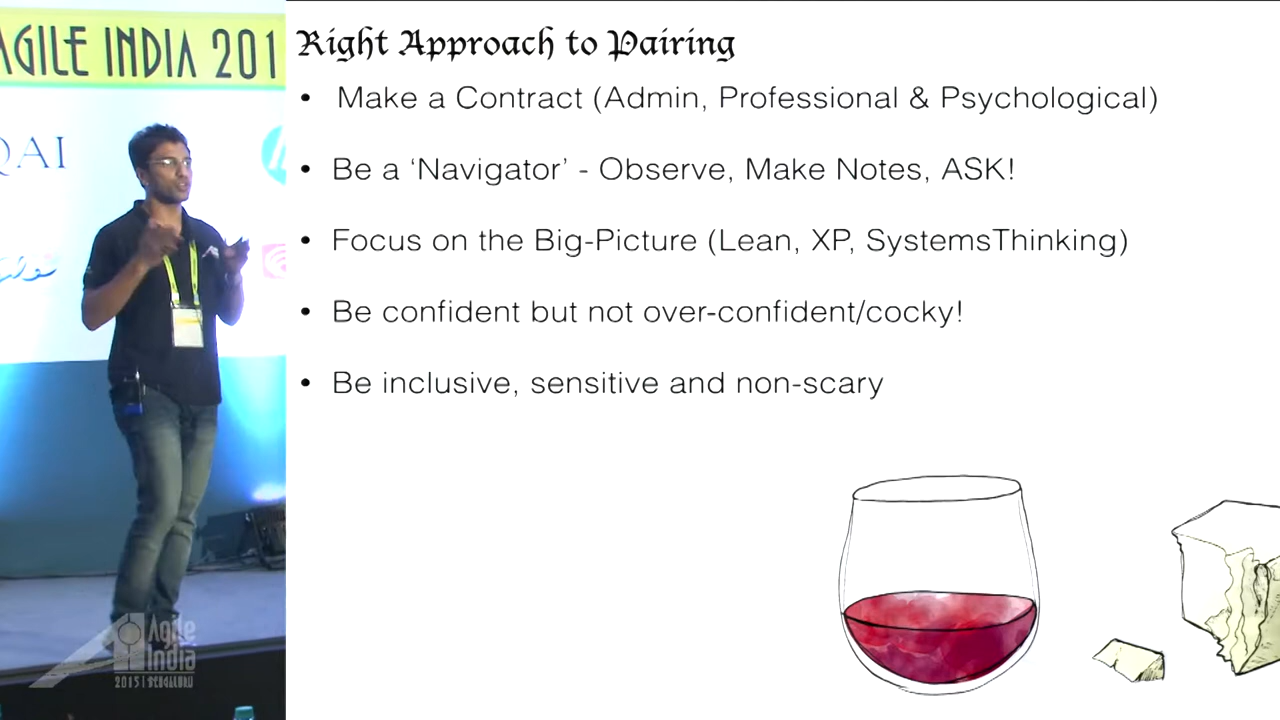 AGILE INDIA 201
QAI
Right Approach to Pairing
• Make a Contract (Admin, Professional & Psychological)
• Be a ‘Navigator’ - Observe, Make Notes, ASK!
• Focus on the Big-Picture (Lean, XP, SystemsThinking)
• Be confident but not over-confident/cocky!
• Be inclusive, sensitive and non-scary
Agile
India
2015 | BENGALURU